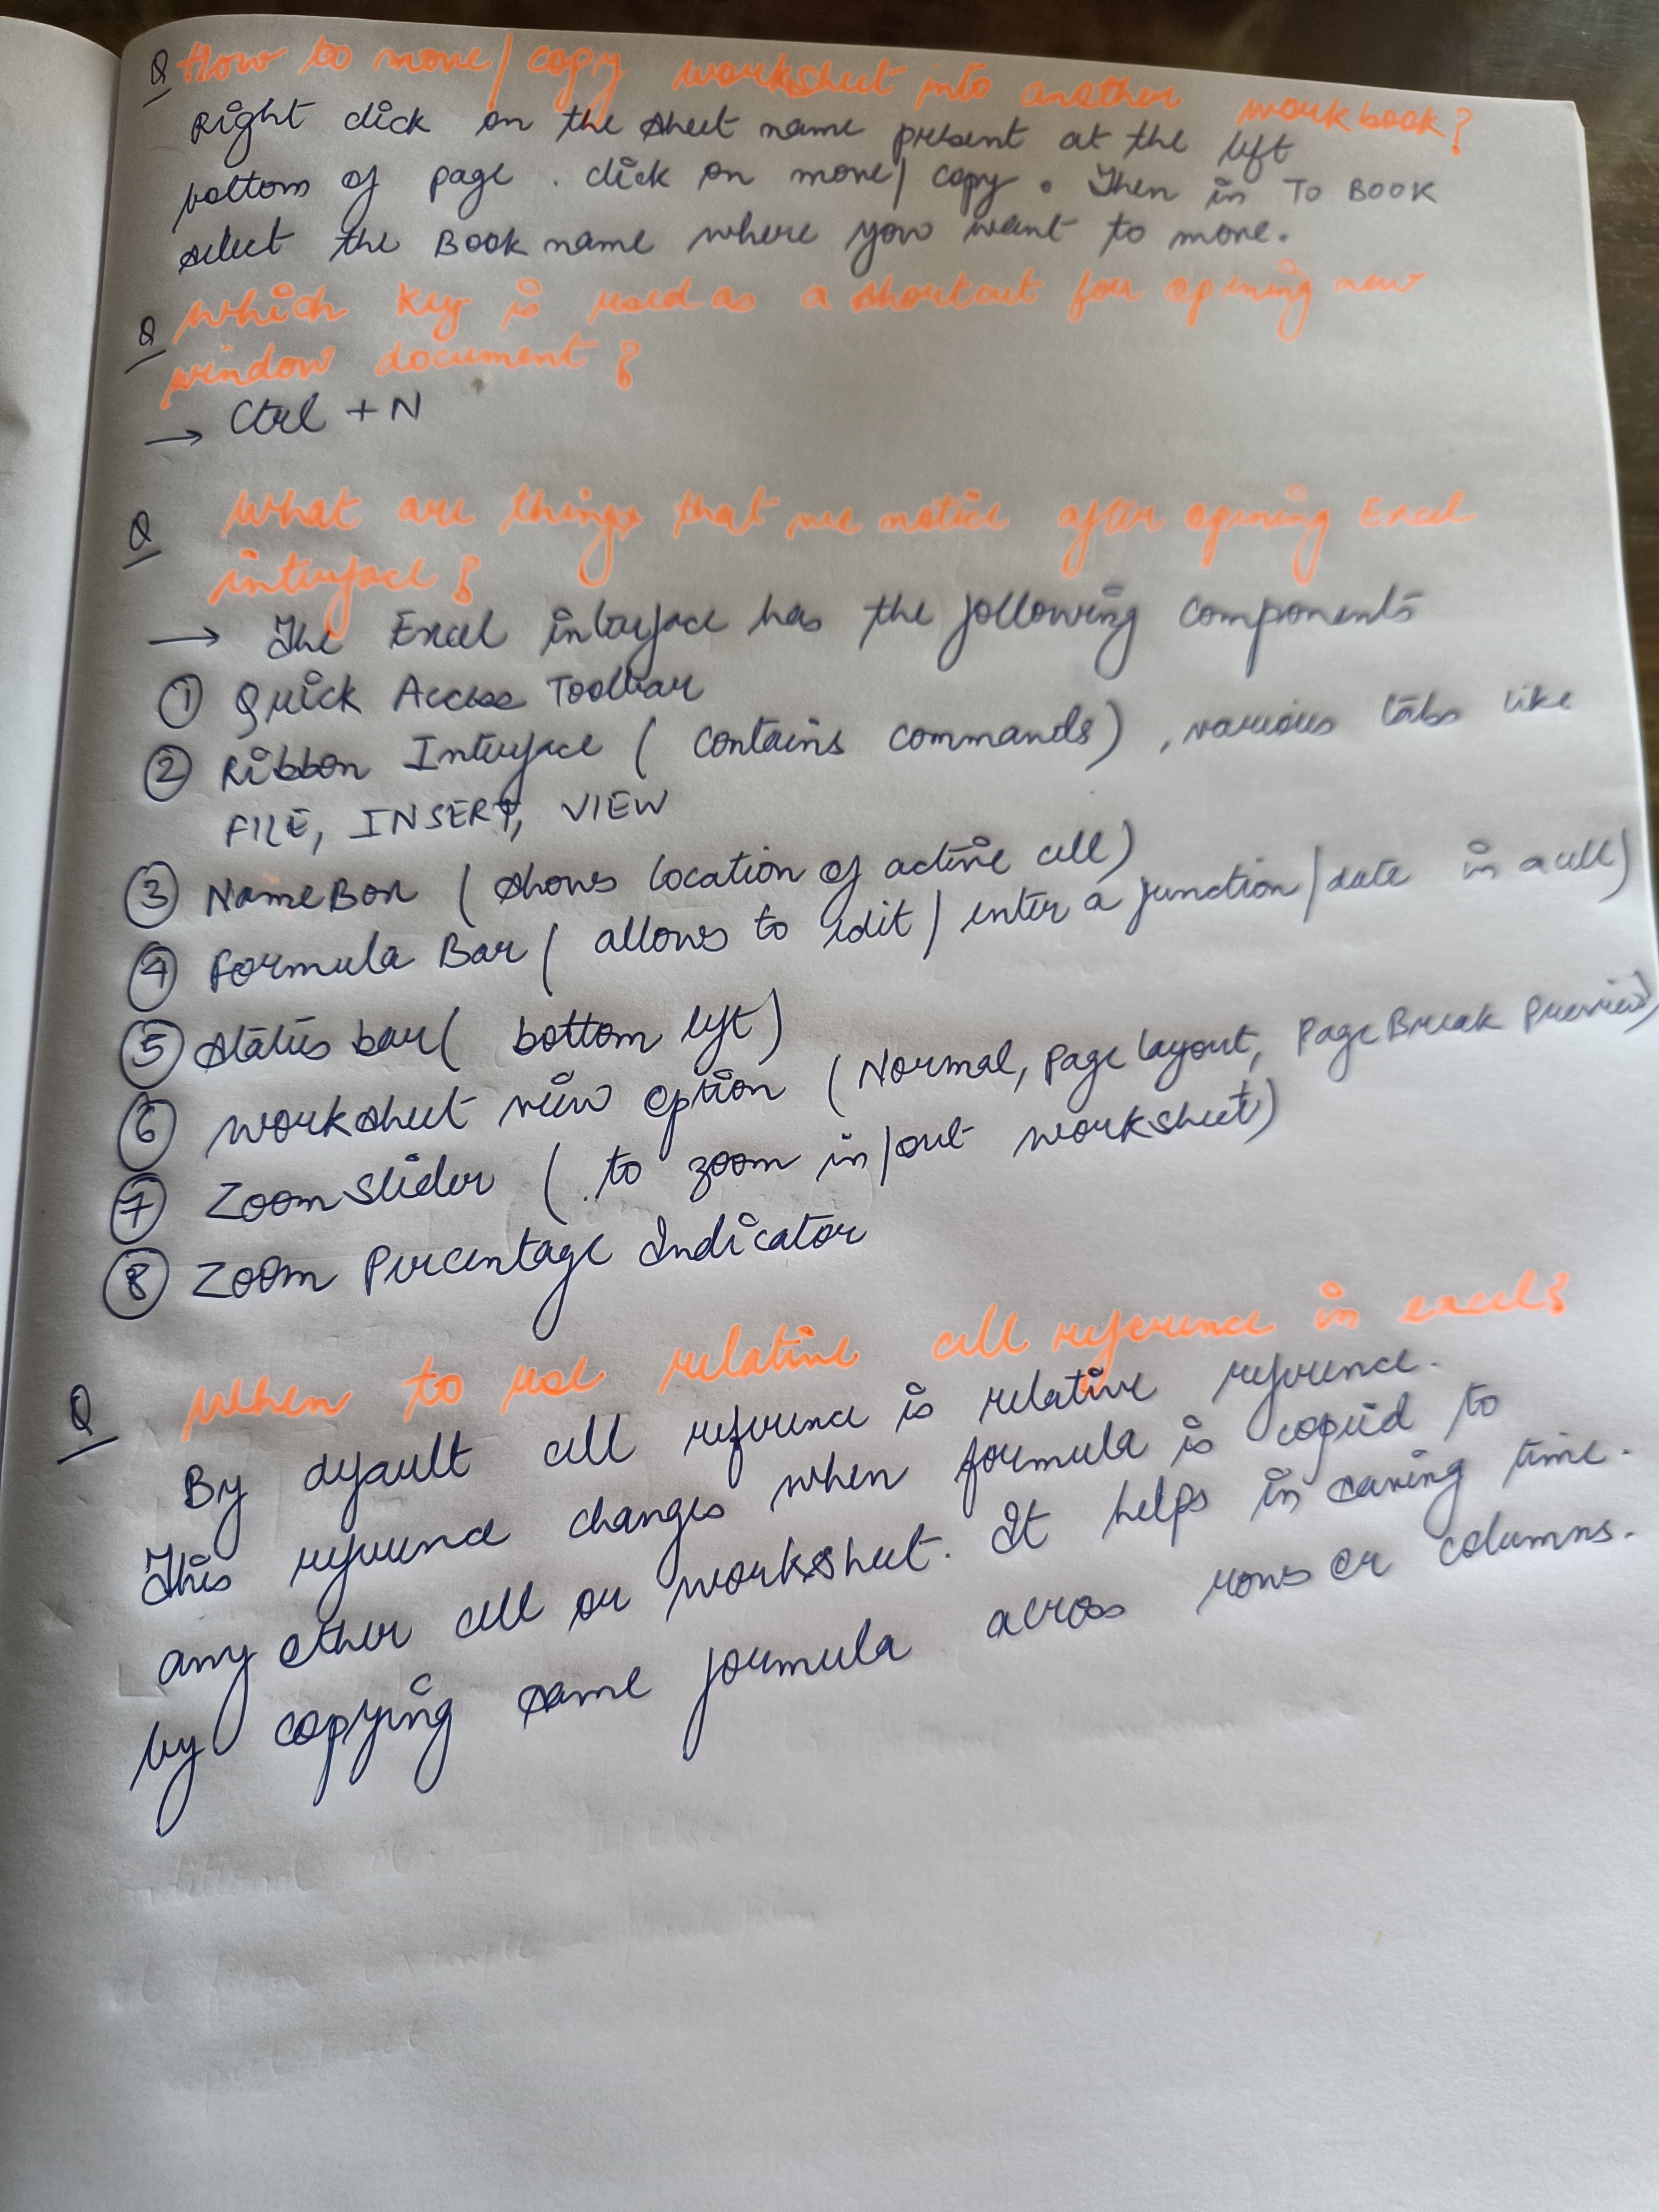 Q How to move/copy worksheet into another workbook?
Right click on the sheet name present at the left
bottom of page. click on move/copy. Then in TO BOOK
select the Book name where you want to move.
Q which key is used as a shortcut for opening new
window document?
→ Ctrl + N
Q what are things that we notice after opening Excel
interface?
→ The Excel interface has the following components
① Quick Access Toolbar
② Ribbon Interface (contains commands), various tabs like
FILE, INSERT, VIEW
③ Name Box (shows location of active cell)
④ Formula Bar (allows to edit/enter a function/date in a cell)
⑤ status bar (bottom left)
⑥ worksheet view option (Normal, Page layout, Page Break Preview)
⑦ Zoom Slider (to zoom in/out worksheet)
⑧ Zoom Percentage Indicator
Q When to use relative cell reference in excel?
By default cell reference is relative reference.
This reference changes when formula is copied to
any other cell or worksheet. It helps in saving time.
by copying same formula across rows or columns.